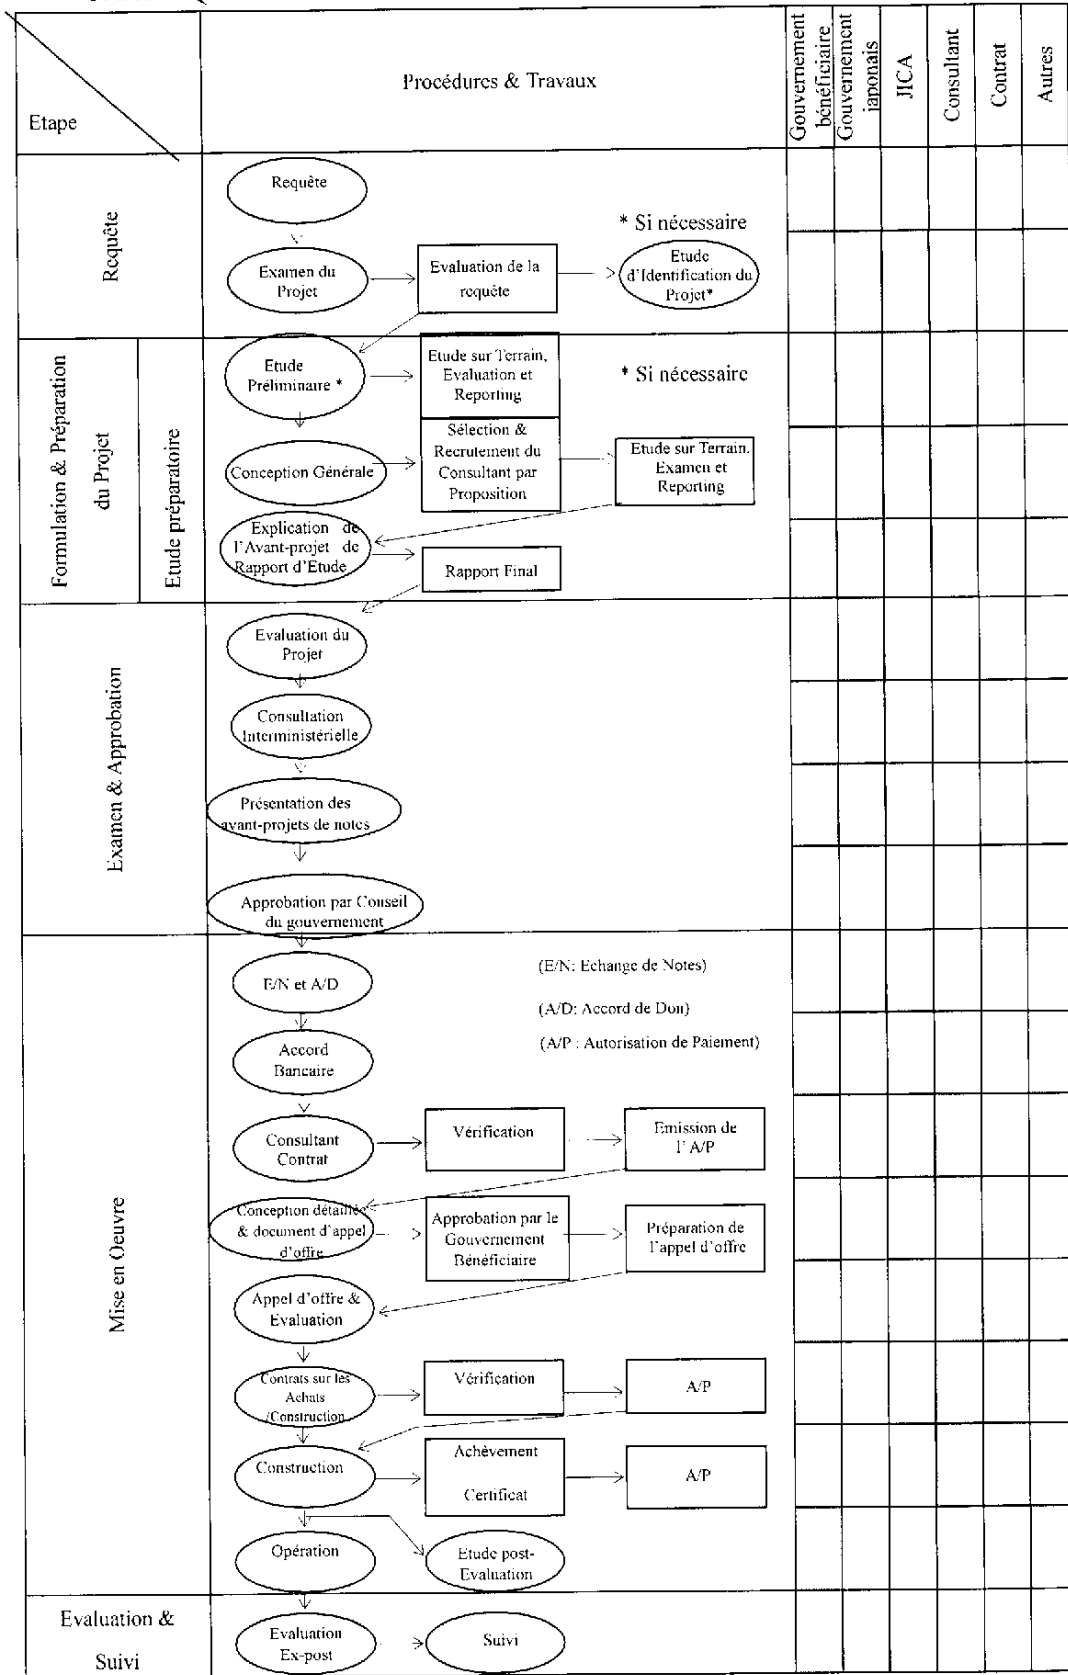 Etape
Procédures & Travaux
Gouvernement
bénéficiaire
Gouvernement
japonais
JICA
Consultant
Contrat
Autres
Requête
Requête
* Si nécessaire
Examen du
Projet
Evaluation de la
requête
Etude
d'Identification du
Projet*
Formulation & Préparation
du Projet
Etude préparatoire
Etude
Préliminaire *
Etude sur Terrain,
Evaluation et
Reporting
* Si nécessaire
Conception Générale
Sélection &
Recrutement du
Consultant par
Proposition
Etude sur Terrain.
Examen et
Reporting
Explication de
l'Avant-projet de
Rapport d'Etude
Rapport Final
Examen & Approbation
Evaluation du
Projet
Consultation
Interministérielle
Présentation des
avant-projets de notes
Approbation par Conseil
du gouvernement
Mise en Oeuvre
E/N et A/D
(E/N: Echange de Notes)
(A/D: Accord de Don)
(A/P : Autorisation de Paiement)
Accord
Bancaire
Consultant
Contrat
Vérification
Emission de
l' A/P
Conception détaillée
& document d'appel
d'offre
Approbation par le
Gouvernement
Bénéficiaire
Préparation de
l'appel d'offre
Appel d'offre &
Evaluation
Contrats sur les
Achats
/Construction
Vérification
A/P
Construction
Achèvement
Certificat
A/P
Opération
Etude post-
Evaluation
Evaluation &
Suivi
Evaluation
Ex-post
Suivi